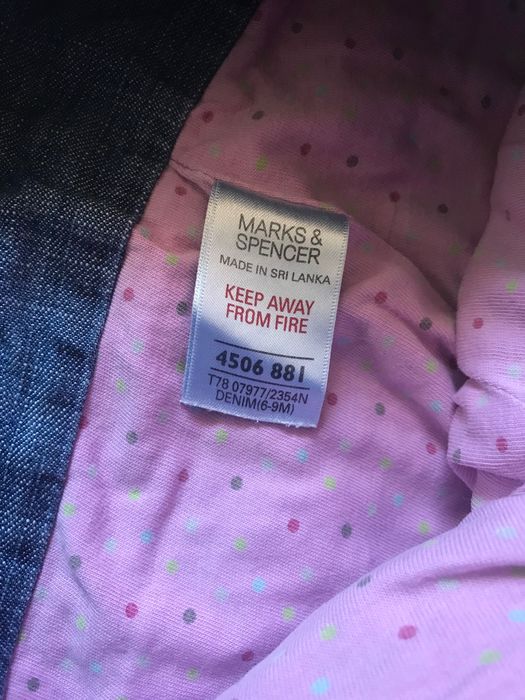 MARKS &
SPENCER
MADE IN SRI LANKA
KEEP AWAY
FROM FIRE
4506 881
T78 07977/2354N
DENIM(6-9M)